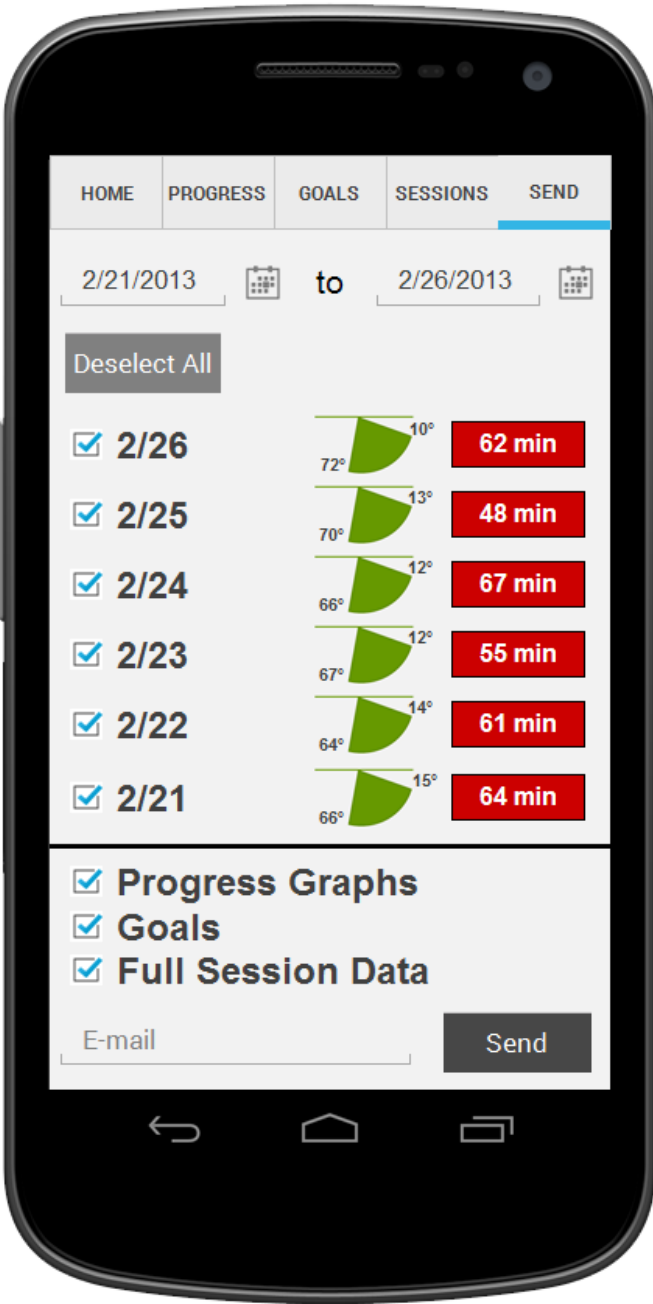 HOME PROGRESS GOALS SESSIONS SEND
2/21/2013 to 2/26/2013
Deselect All
2/26 72° 10° 62 min
2/25 70° 13° 48 min
2/24 66° 12° 67 min
2/23 67° 12° 55 min
2/22 64° 14° 61 min
2/21 66° 15° 64 min
Progress Graphs
Goals
Full Session Data
E-mail Send